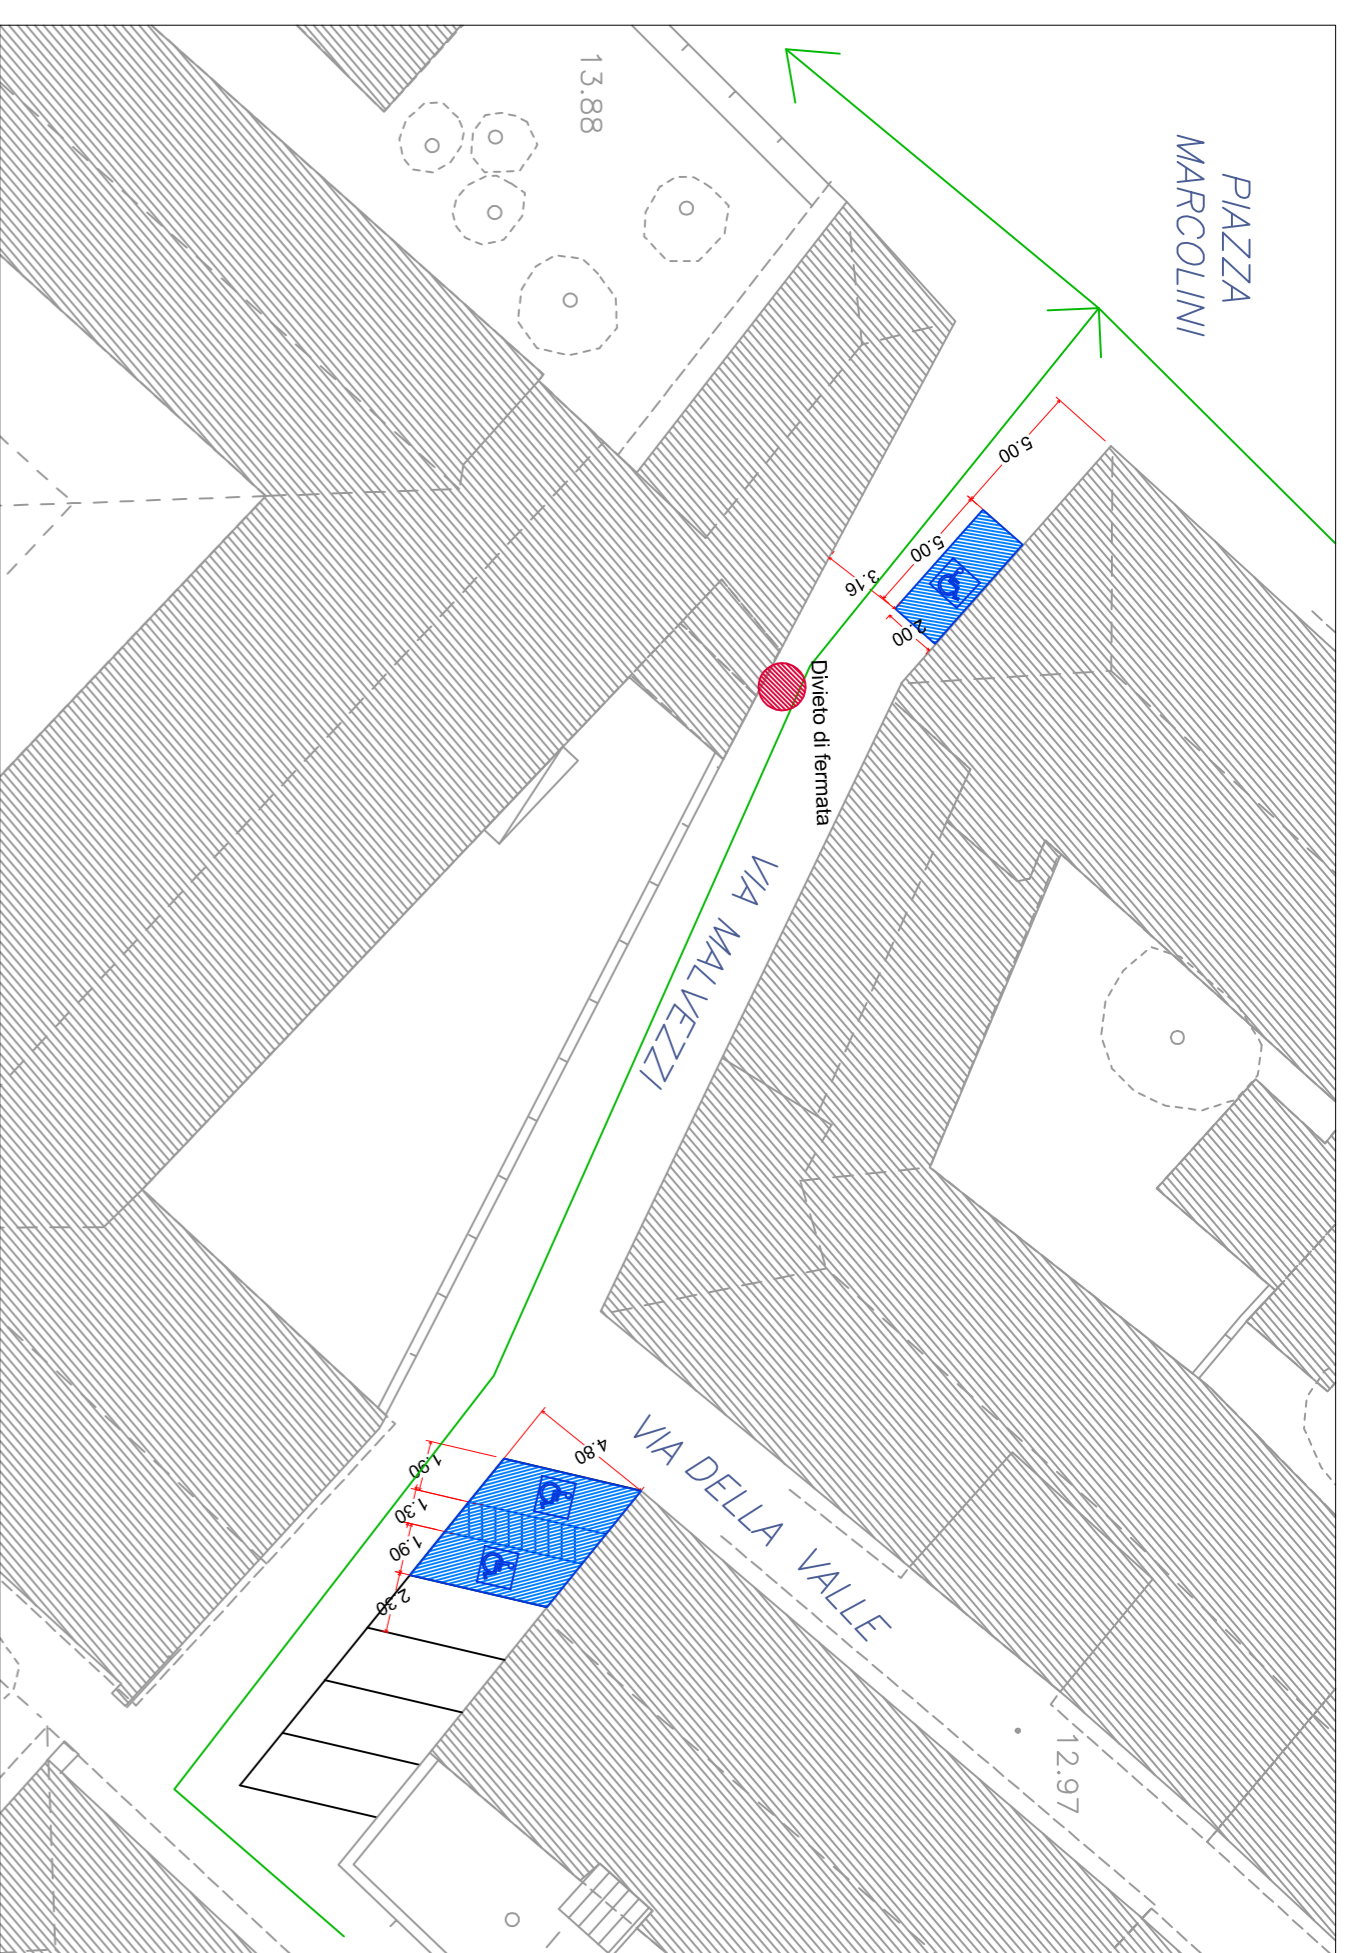 13.88
PIAZZA
MARCOLINI
5.00
5.00
3.16
2.00
Divieto di fermata
VIA MALVEZZI
4.80
1.90
1.30
1.90
2.30
VIA DELLA VALLE
12.97